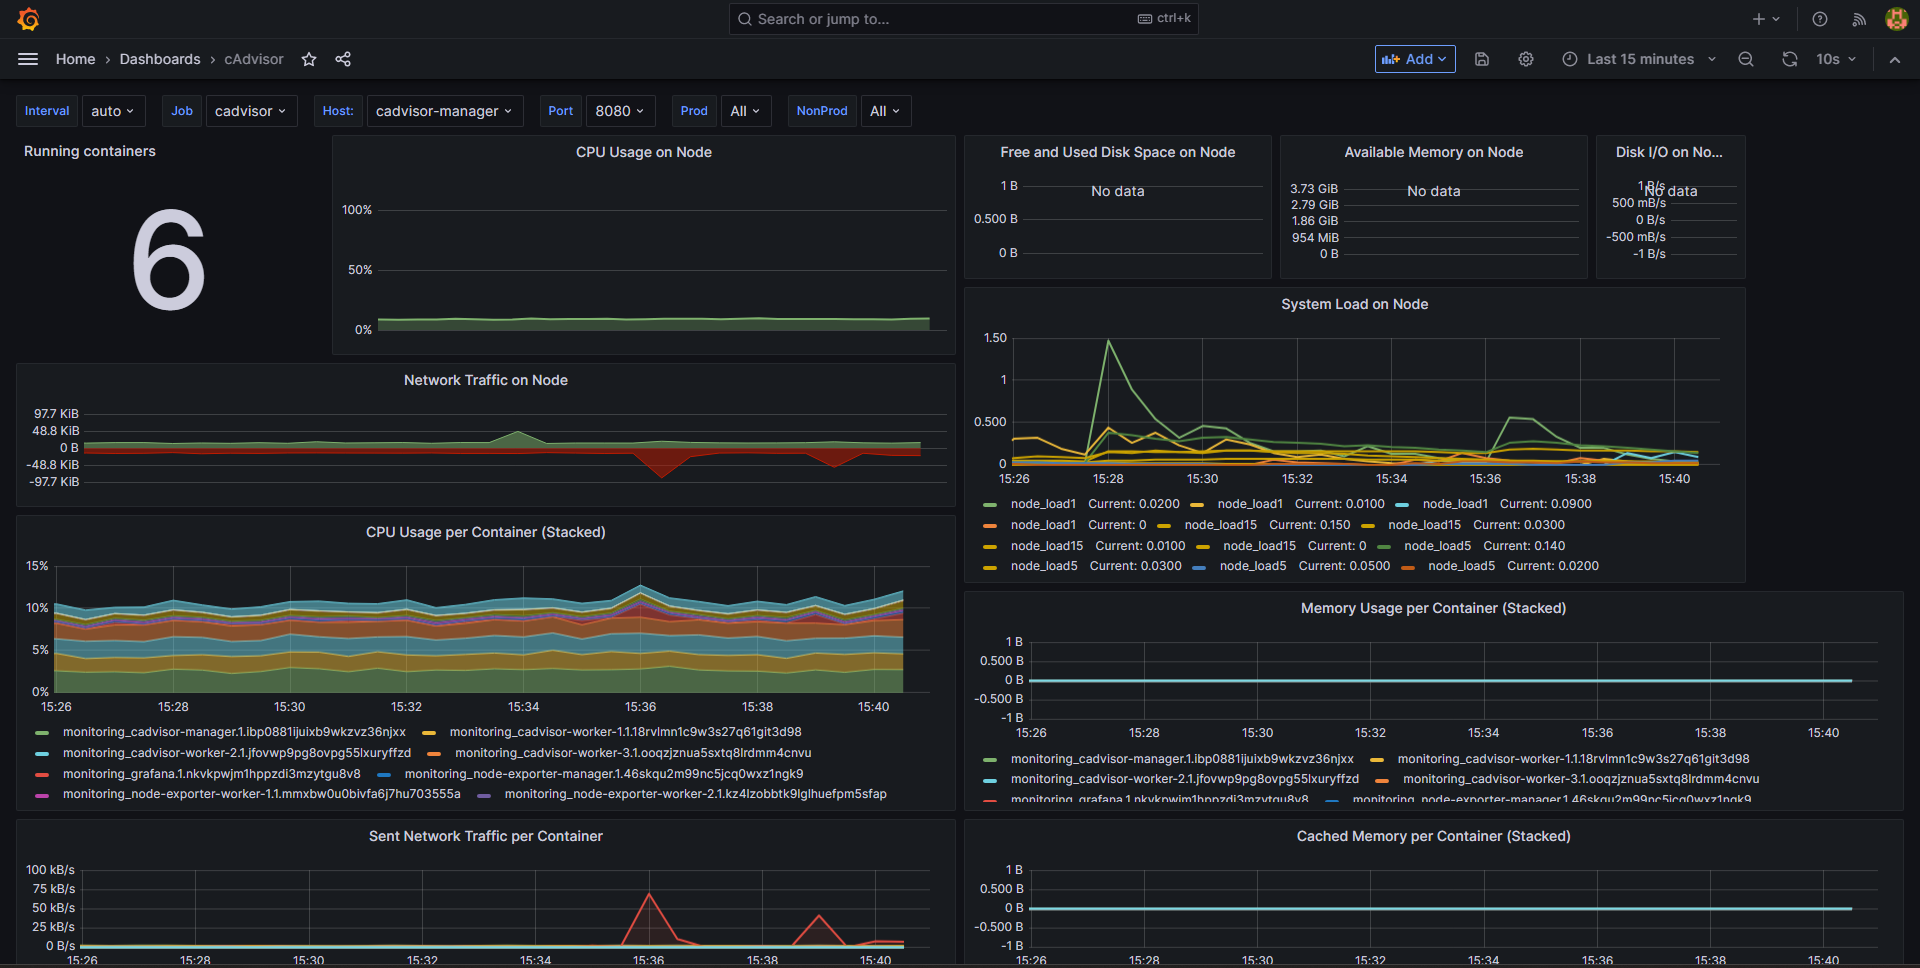 Search or jump to... ctrl+k
Home › Dashboards › cAdvisor
Add Last 15 minutes 10s
Interval auto Job cadvisor Host: cadvisor-manager Port 8080 Prod All NonProd All
Running containers
6
CPU Usage on Node
100%
50%
0%
Free and Used Disk Space on Node
No data
1 B
0.500 B
0 B
Available Memory on Node
No data
3.73 GiB
2.79 GiB
1.86 GiB
954 MiB
0 B
Disk I/O on No...
No data
1 B/s
500 mB/s
0 B/s
-500 mB/s
-1 B/s
System Load on Node
1.50
1
0.500
0
15:26 15:28 15:30 15:32 15:34 15:36 15:38 15:40
node_load1 Current: 0.0200 node_load1 Current: 0.0100 node_load1 Current: 0.0900
node_load1 Current: 0 node_load15 Current: 0.150 node_load15 Current: 0.0300
node_load15 Current: 0.0100 node_load15 Current: 0 node_load5 Current: 0.140
node_load5 Current: 0.0300 node_load5 Current: 0.0500 node_load5 Current: 0.0200
Network Traffic on Node
97.7 KiB
48.8 KiB
0 B
-48.8 KiB
-97.7 KiB
CPU Usage per Container (Stacked)
15%
10%
5%
0%
15:26 15:28 15:30 15:32 15:34 15:36 15:38 15:40
monitoring_cadvisor-manager.1.ibp0881ijuixb9wkzvz36njxx monitoring_cadvisor-worker-1.1.18rvlmn1c9w3s27q61git3d98
monitoring_cadvisor-worker-2.1.jfovwp9pg8ovpg55lxuryffzd monitoring_cadvisor-worker-3.1.ooqzjznua5sxtq8lrdmm4cnvu
monitoring_grafana.1.nkvkpwjm1hppzdi3mzytgu8v8 monitoring_node-exporter-manager.1.46skqu2m99nc5jcq0wxz1ngk9
monitoring_node-exporter-worker-1.1.mmxbw0u0bivfa6j7hu703555a monitoring_node-exporter-worker-2.1.kz4lzobbtk9lglhuefpm5sfap
Memory Usage per Container (Stacked)
1 B
0.500 B
0 B
-0.500 B
-1 B
15:26 15:28 15:30 15:32 15:34 15:36 15:38 15:40
monitoring_cadvisor-manager.1.ibp0881ijuixb9wkzvz36njxx monitoring_cadvisor-worker-1.1.18rvlmn1c9w3s27q61git3d98
monitoring_cadvisor-worker-2.1.jfovwp9pg8ovpg55lxuryffzd monitoring_cadvisor-worker-3.1.ooqzjznua5sxtq8lrdmm4cnvu
monitoring_grafana.1.nkvkpwjm1hppzdi3mzytgu8v8 monitoring_node-exporter-manager.1.46skqu2m99nc5jcq0wxz1ngk9
Sent Network Traffic per Container
100 kB/s
75 kB/s
50 kB/s
25 kB/s
0 B/s
15:26 15:28 15:30 15:32 15:34 15:36 15:38 15:40
Cached Memory per Container (Stacked)
1 B
0.500 B
0 B
-0.500 B
-1 B
15:26 15:28 15:30 15:32 15:34 15:36 15:38 15:40